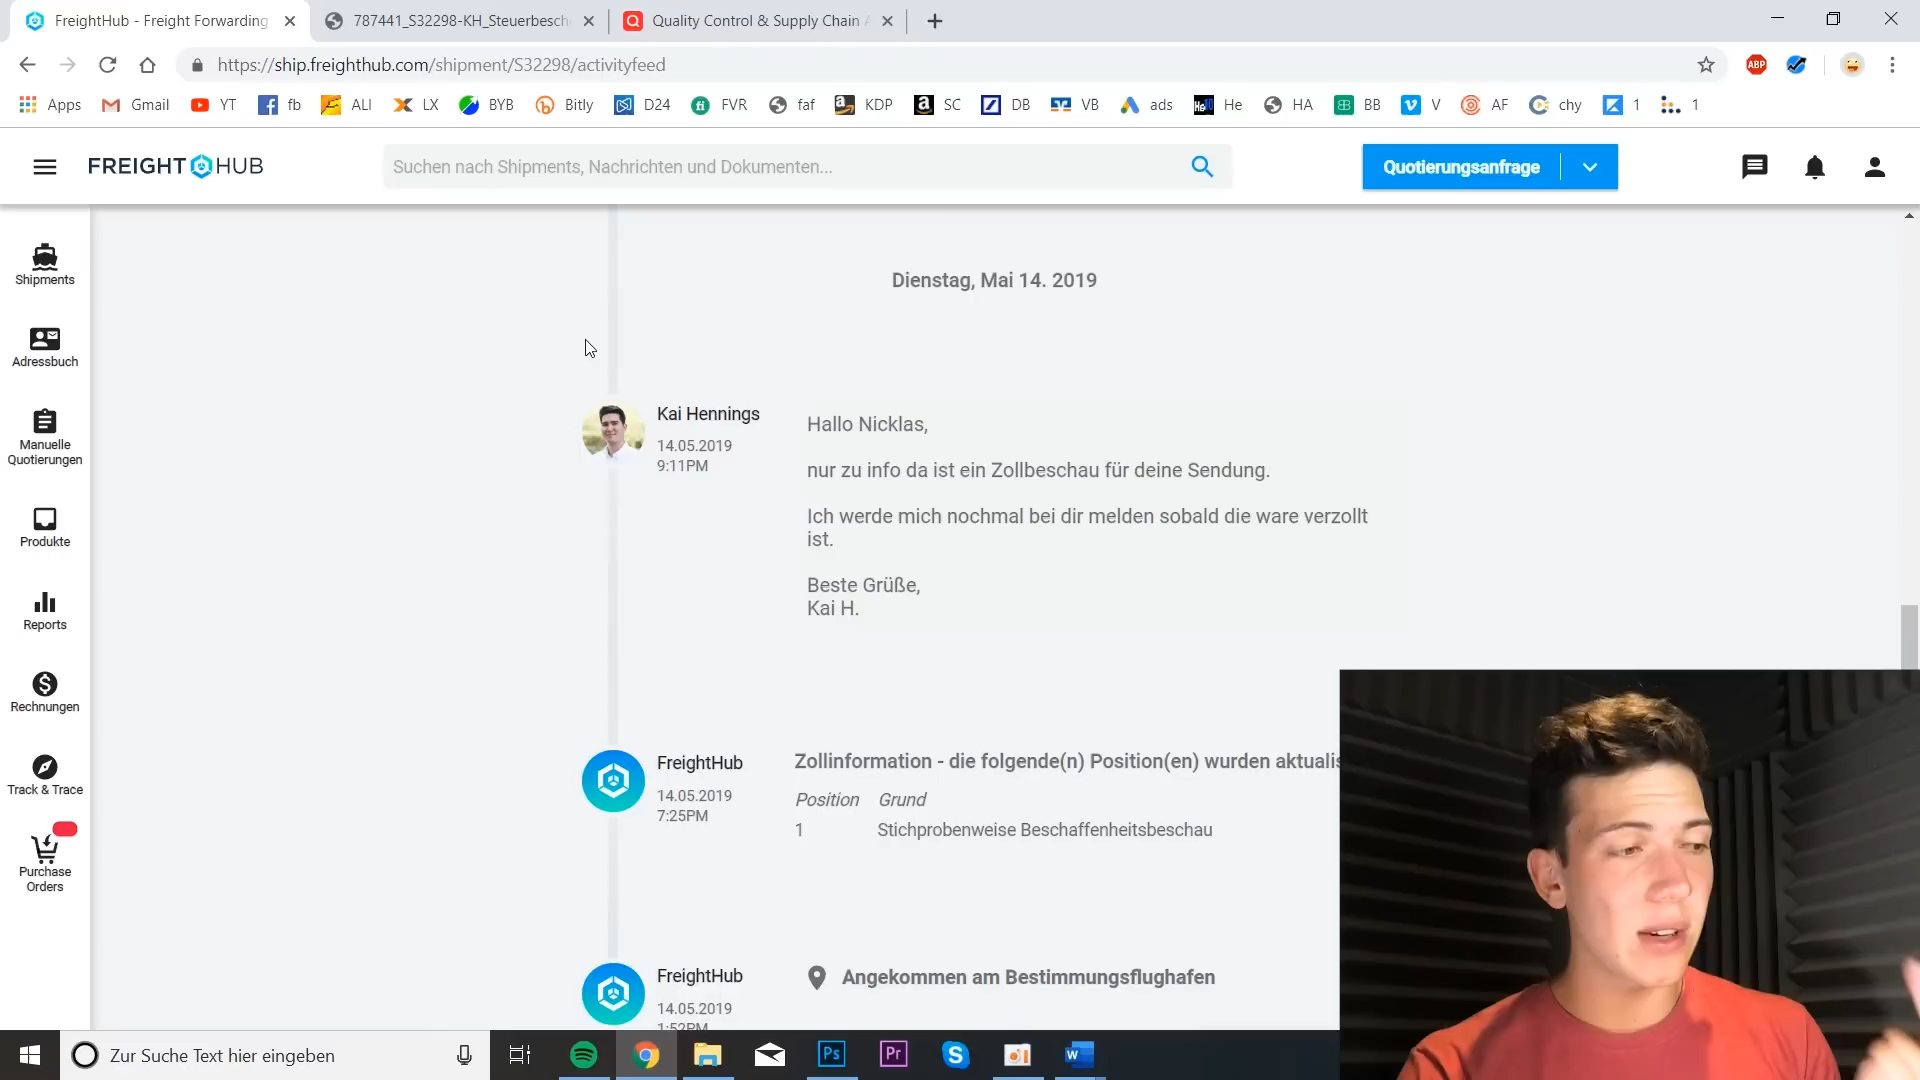 FreightHub - Freight Forwarding
787441_S32298-KH_Steuerbesch
Quality Control & Supply Chain A
https://ship.freighthub.com/shipment/S32298/activityfeed
ABP
Apps
Gmail
YT
fb
ALI
LX
BYB
Bitly
D24
FVR
faf
KDP
SC
DB
VB
ads
He
HA
BB
V
AF
chy
1
1
FREIGHT HUB
Suchen nach Shipments, Nachrichten und Dokumenten...
Quotierungsanfrage
Shipments
Adressbuch
Manuelle
Quotierungen
Produkte
Reports
Rechnungen
Track & Trace
Purchase
Orders
Dienstag, Mai 14. 2019
Kai Hennings
14.05.2019
9:11PM
Hallo Nicklas,
nur zu info da ist ein Zollbeschau für deine Sendung.
Ich werde mich nochmal bei dir melden sobald die ware verzollt
ist.
Beste Grüße,
Kai H.
FreightHub
14.05.2019
7:25PM
Zollinformation - die folgende(n) Position(en) wurden aktualis
Position Grund
1 Stichprobenweise Beschaffenheitsbeschau
FreightHub
14.05.2019
1:52PM
Angekommen am Bestimmungsflughafen
Zur Suche Text hier eingeben
Ps
Pr